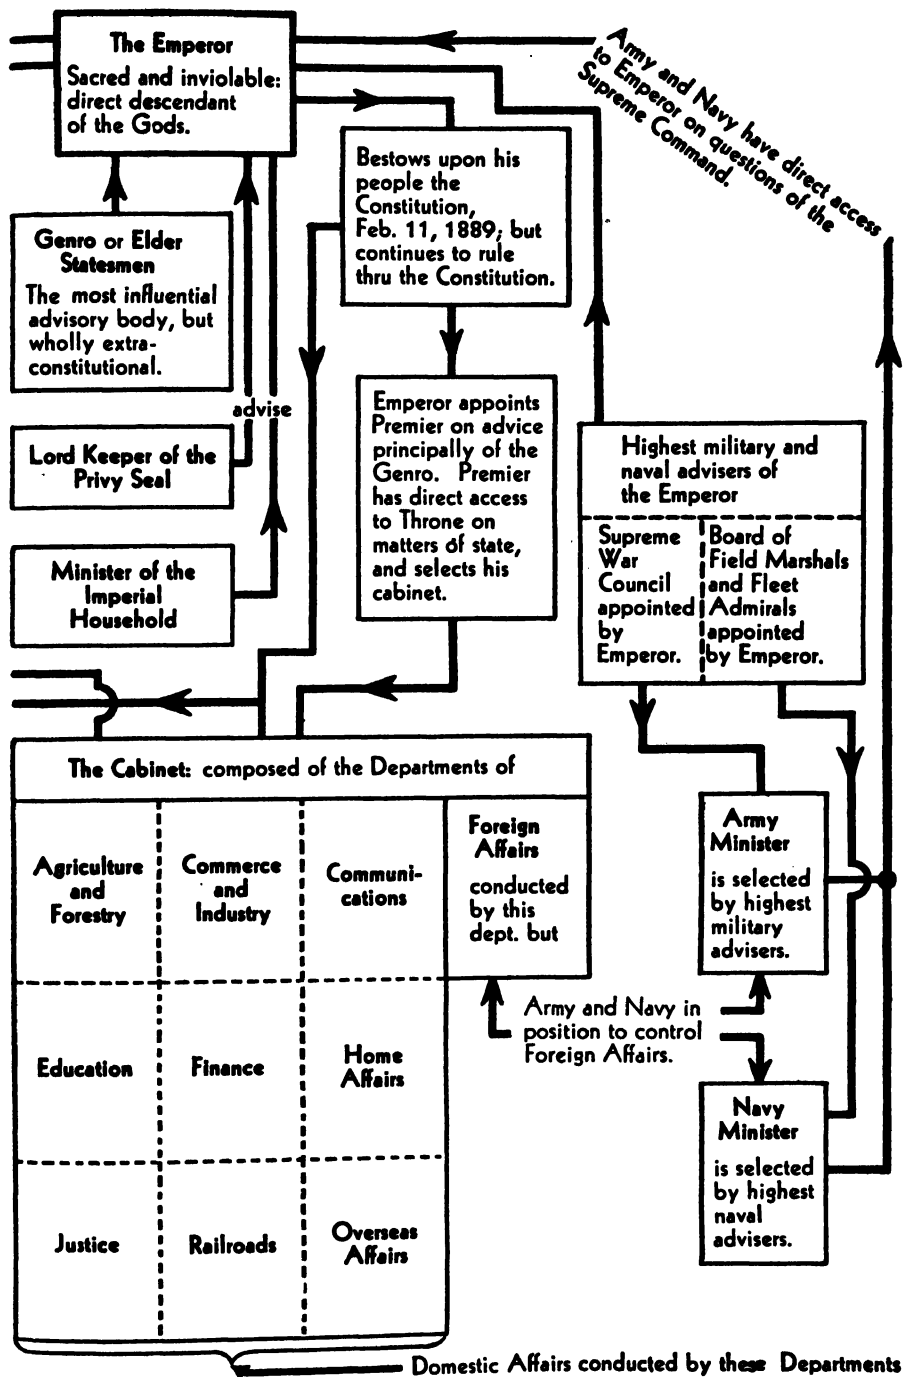 The Emperor
Sacred and inviolable:
direct descendant
of the Gods.
Army and Navy have direct access
to Emperor on questions of the
Supreme Command.
Bestows upon his
people the
Constitution,
Feb. 11, 1889; but
continues to rule
thru the Constitution.
Genro or Elder
Statesmen
The most influential
advisory body, but
wholly extra-
constitutional.
advise
Lord Keeper of the
Privy Seal
Minister of the
Imperial
Household
Emperor appoints
Premier on advice
principally of the
Genro. Premier
has direct access
to Throne on
matters of state,
and selects his
cabinet.
Highest military and
naval advisers of
the Emperor
Supreme
War
Council
appointed
by
Emperor.
Board of
Field Marshals
and Fleet
Admirals
appointed
by Emperor.
The Cabinet: composed of the Departments of
Agriculture
and
Forestry
Commerce
and
Industry
Communi-
cations
Foreign
Affairs
conducted
by this
dept. but
Army
Minister
is selected
by highest
military
advisers.
Army and Navy in
position to control
Foreign Affairs.
Education
Finance
Home
Affairs
Navy
Minister
is selected
by highest
naval
advisers.
Justice
Railroads
Overseas
Affairs
Domestic Affairs conducted by these Departments